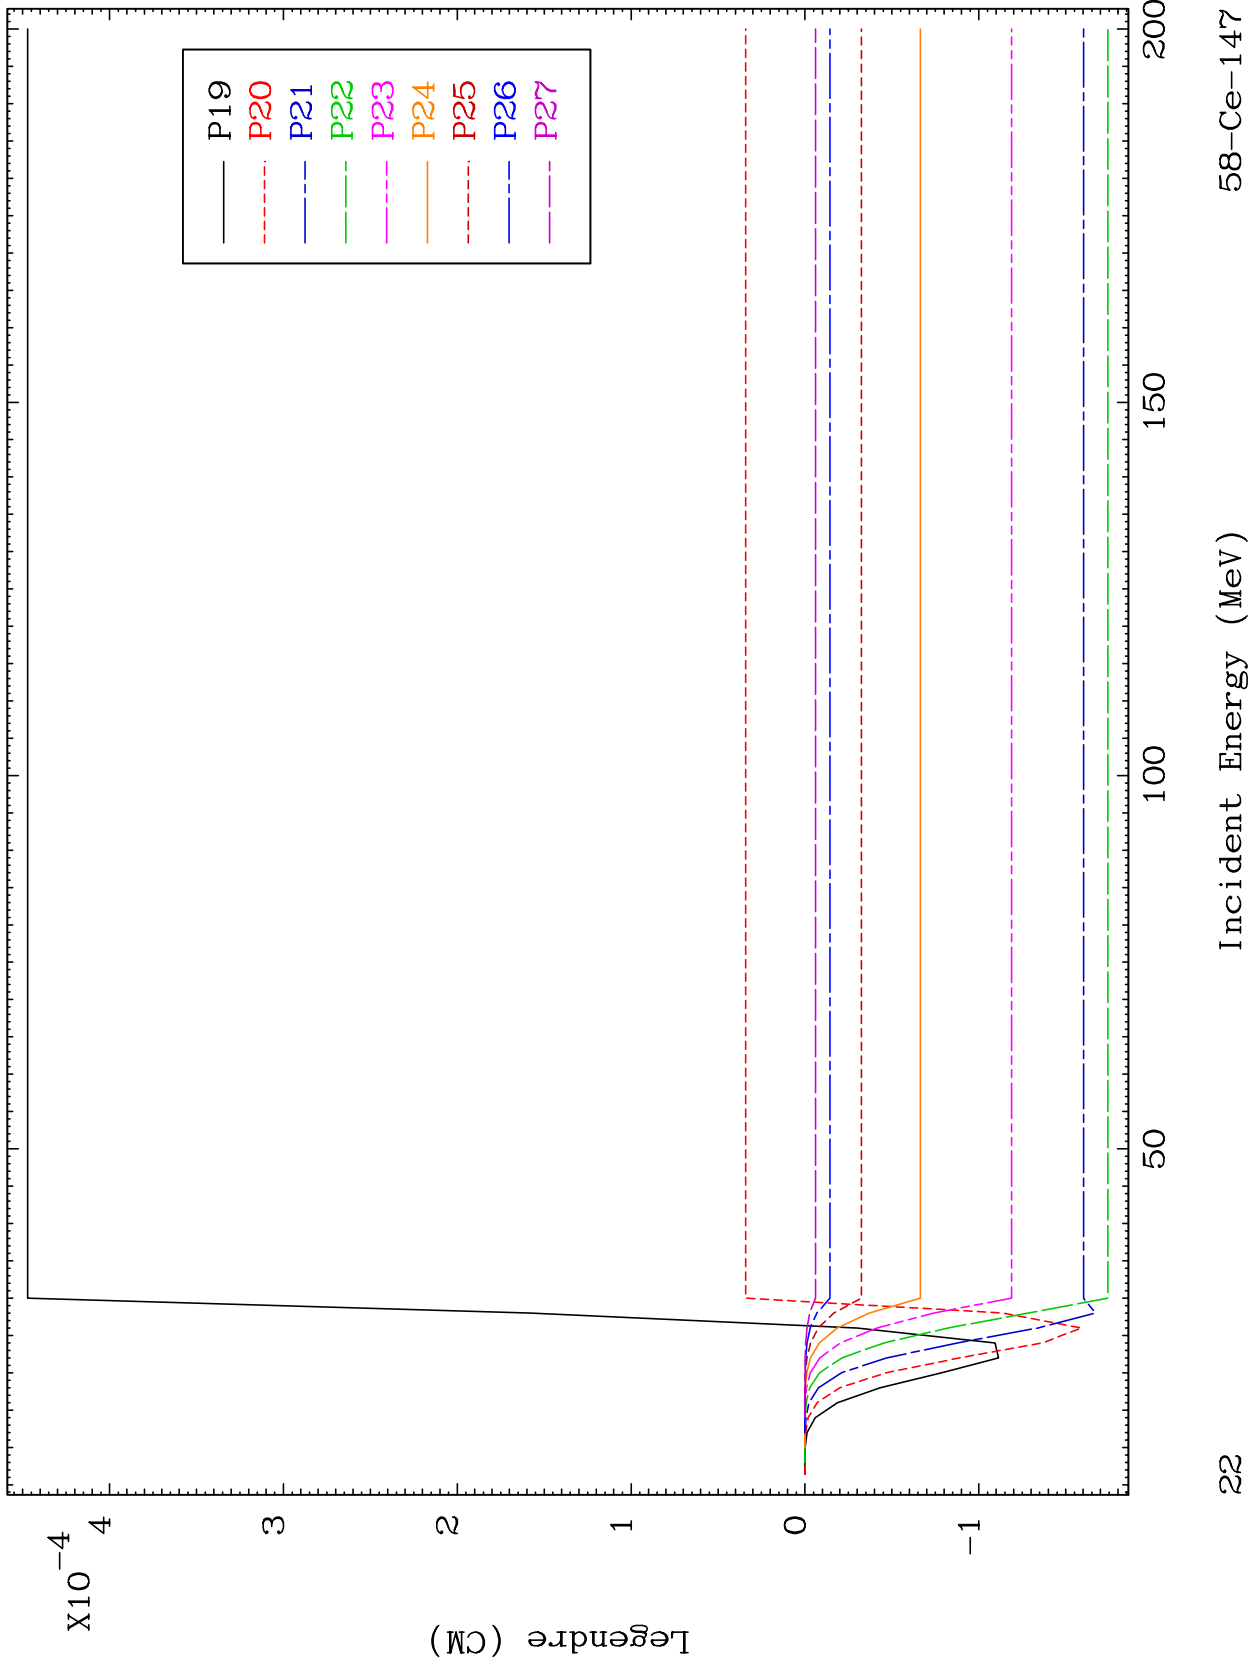 X10⁻⁴
4
3
2
1
0
-1
Legendre (CM)
P19
P20
P21
P22
P23
P24
P25
P26
P27
50
100
150
200
Incident Energy (MeV)
22
58-Ce-147